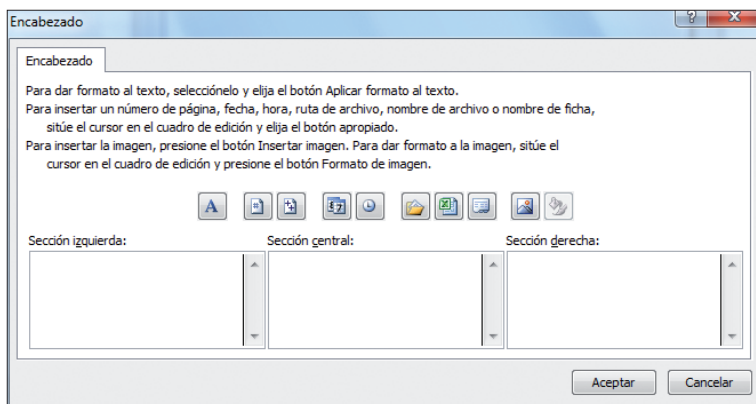 Encabezado
Encabezado
Para dar formato al texto, selecciónelo y elija el botón Aplicar formato al texto.
Para insertar un número de página, fecha, hora, ruta de archivo, nombre de archivo o nombre de ficha,
sitúe el cursor en el cuadro de edición y elija el botón apropiado.
Para insertar la imagen, presione el botón Insertar imagen. Para dar formato a la imagen, sitúe el
cursor en el cuadro de edición y presione el botón Formato de imagen.
A
Sección izquierda: Sección central: Sección derecha:
Aceptar Cancelar